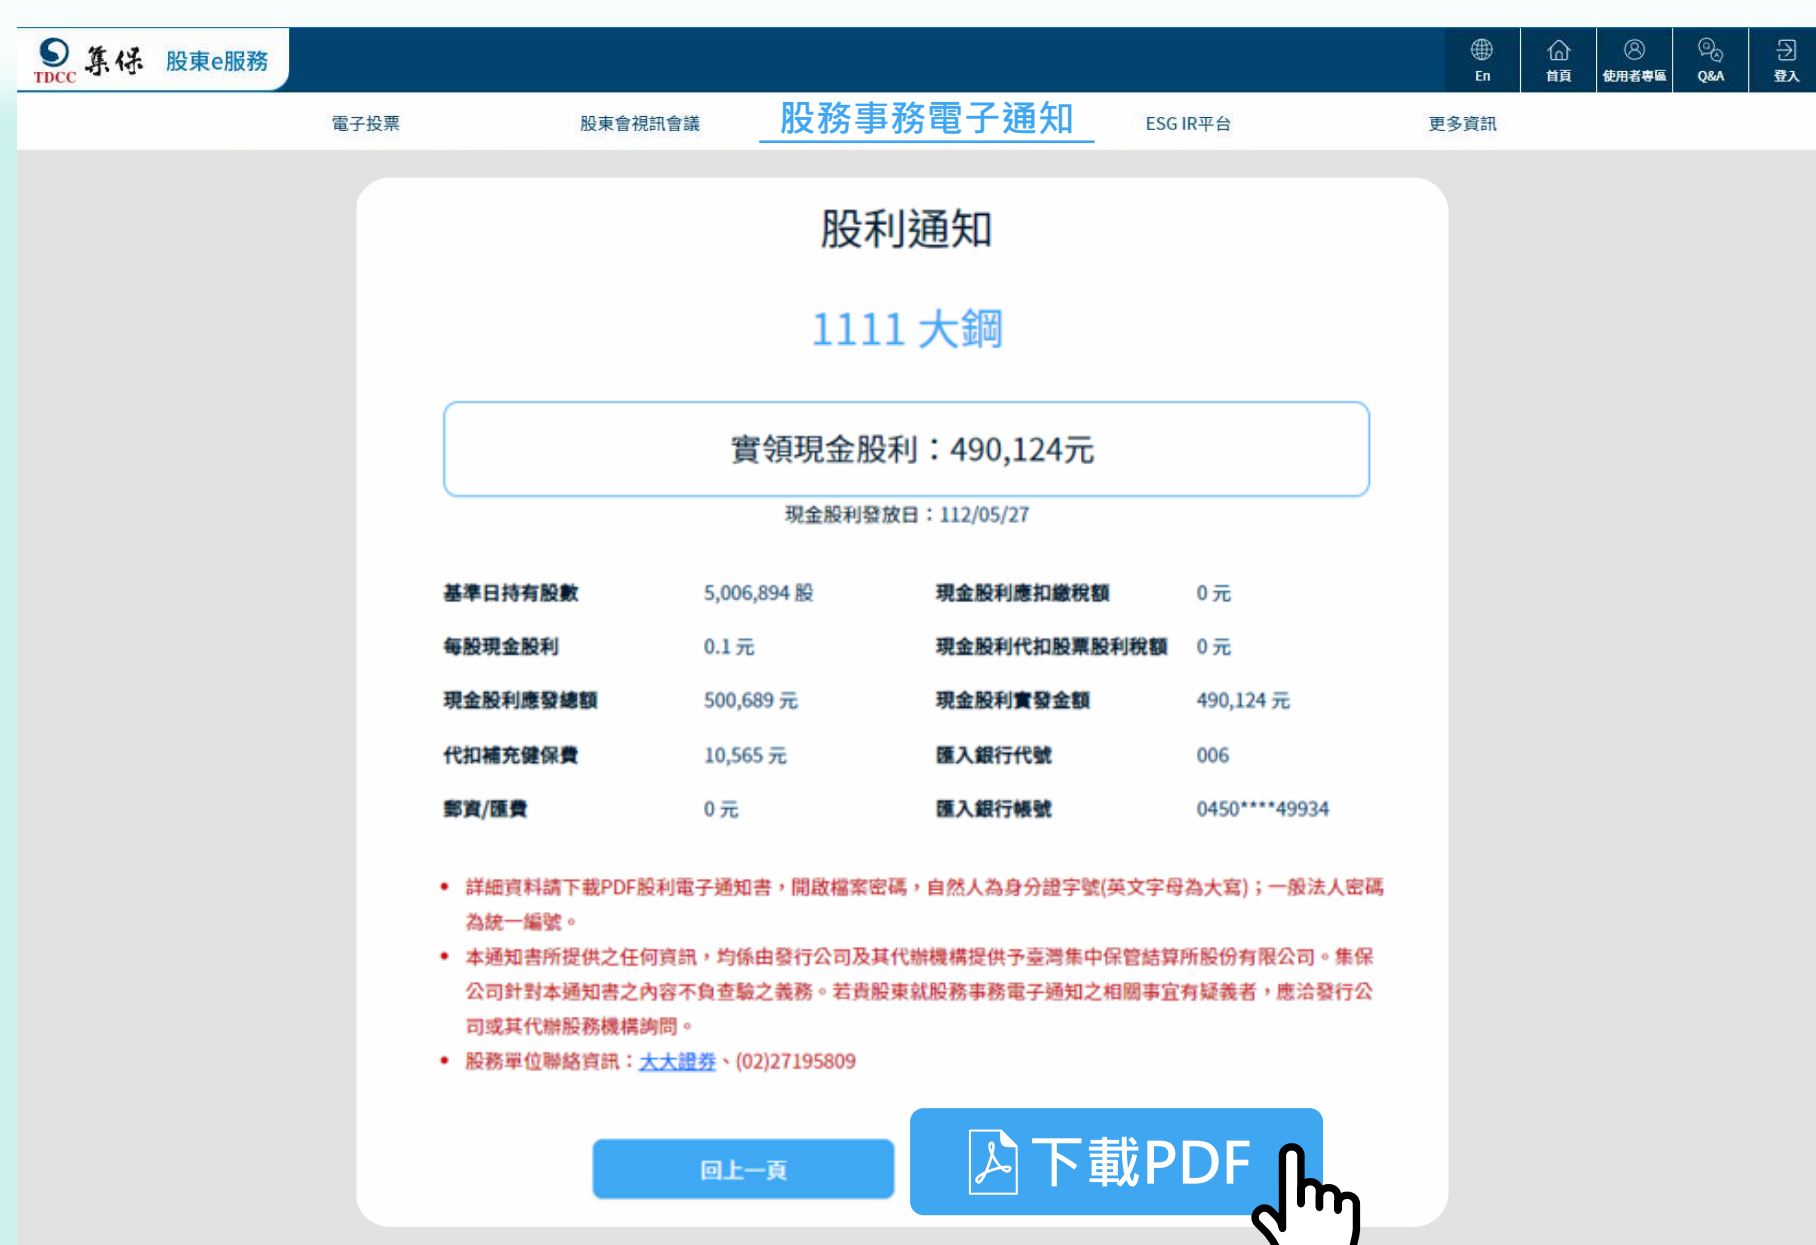 TDCC 集保 股東e服務
En 首頁 使用者專區 Q&A 登入
電子投票 股東會視訊會議 股務事務電子通知 ESG IR平台 更多資訊
股利通知
1111 大鋼
實領現金股利：490,124元
現金股利發放日：112/05/27
基準日持有股數 5,006,894 股 現金股利應扣繳稅額 0 元
每股現金股利 0.1 元 現金股利代扣股票股利稅額 0 元
現金股利應發總額 500,689 元 現金股利實發金額 490,124 元
代扣補充健保費 10,565 元 匯入銀行代號 006
郵資/匯費 0 元 匯入銀行帳號 0450****49934
• 詳細資料請下載PDF股利電子通知書，開啟檔案密碼，自然人為身分證字號(英文字母為大寫)；一般法人密碼
為統一編號。
• 本通知書所提供之任何資訊，均係由發行公司及其代辦機構提供予臺灣集中保管結算所股份有限公司。集保
公司針對本通知書之內容不負查驗之義務。若貴股東就股務事務電子通知之相關事宜有疑義者，應洽發行公
司或其代辦股務機構詢問。
• 股務單位聯絡資訊：大大證券、(02)27195809
回上一頁 下載PDF